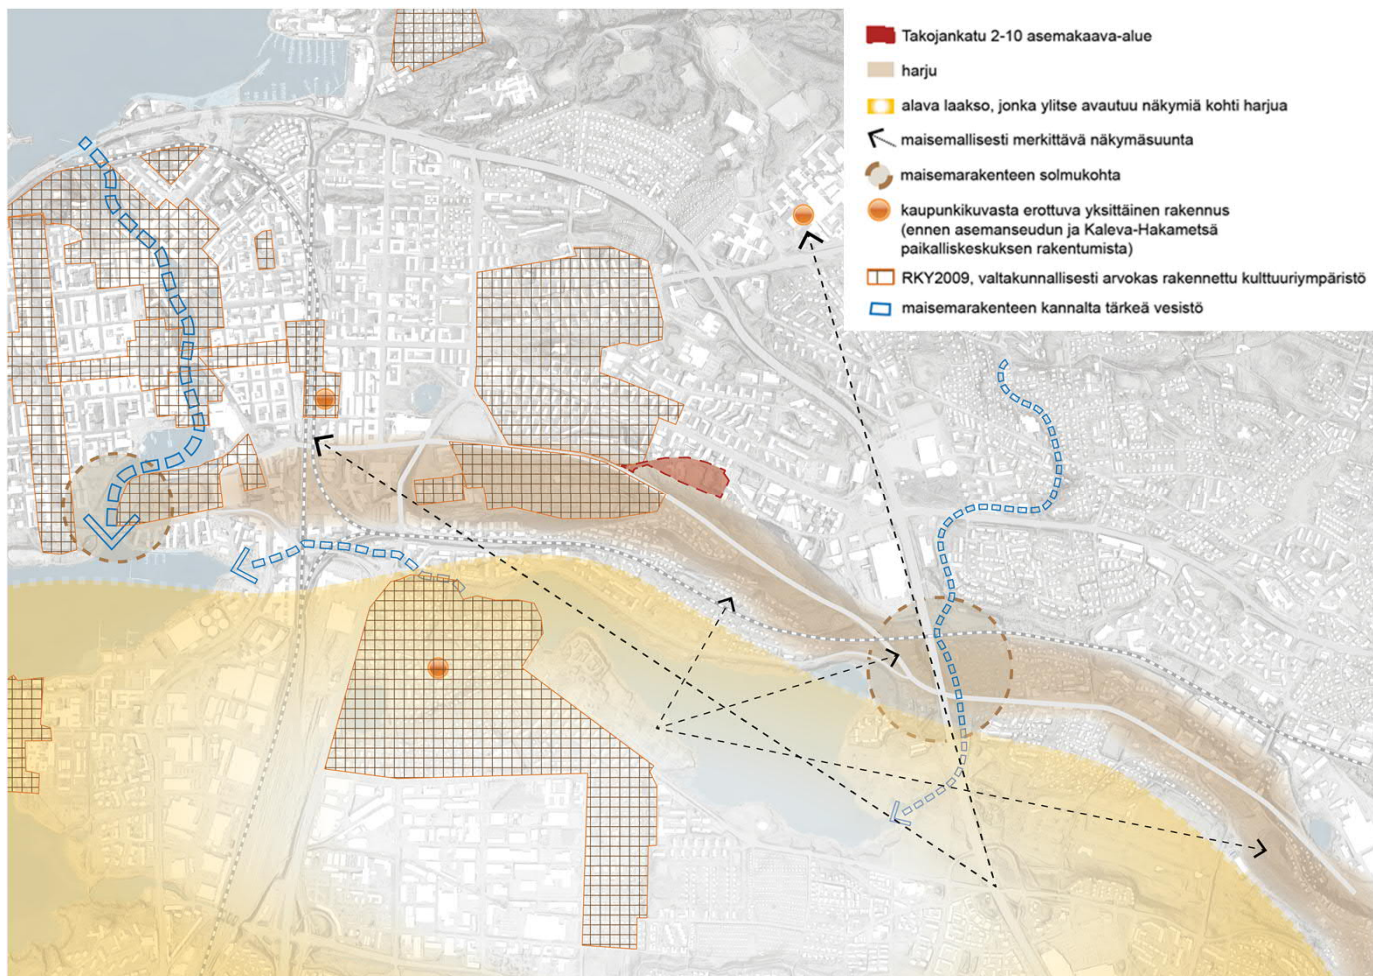 Takojankatu 2-10 asemakaava-alue
harju
alava laakso, jonka ylitse avautuu näkymiä kohti harjua
maisemallisesti merkittävä näkymäsuunta
maisemarakenteen solmukohta
kaupunkikuvasta erottuva yksittäinen rakennus
(ennen asemanseudun ja Kaleva-Hakametsä
paikalliskeskuksen rakentumista)
RKY2009, valtakunnallisesti arvokas rakennettu kulttuuriympäristö
maisemarakenteen kannalta tärkeä vesistö